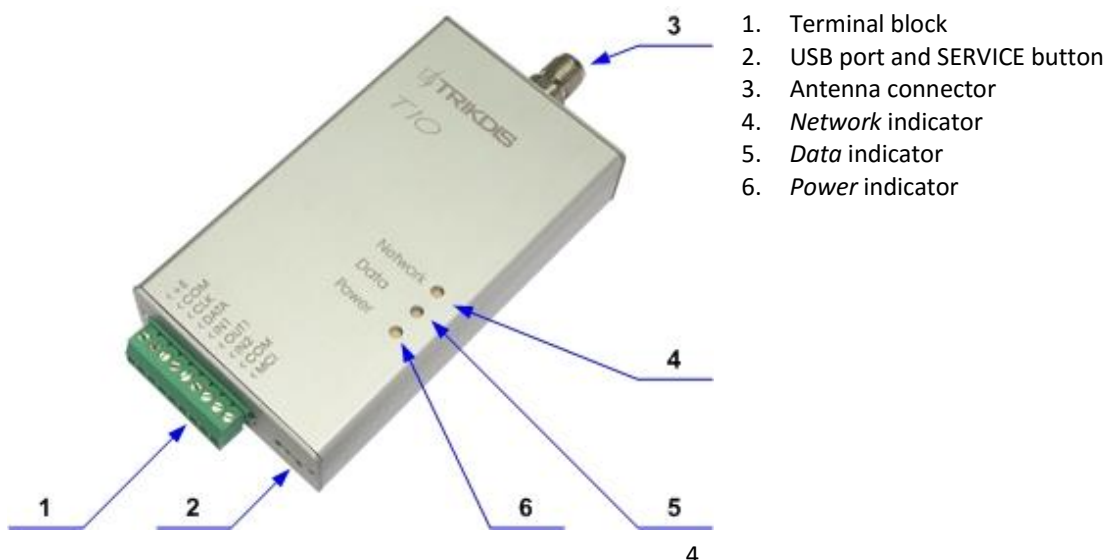 TRIKDIS
T10
Network
Data
Power
+E
COM
CLK
DATA
IN1
OUT1
IN2
3
4
5
6
2
1
1. Terminal block
2. USB port and SERVICE button
3. Antenna connector
4. Network indicator
5. Data indicator
6. Power indicator
4